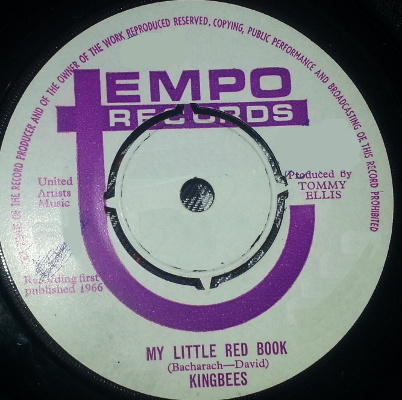 OF THE RECORD PRODUCER AND OF THE OWNER OF THE WORK REPRODUCED RESERVED, COPYING, PUBLIC PERFORMANCE AND BROADCASTING OF THIS RECORD PROHIBITED
tEMPO
RECORDS
United
Artists
Music
Produced By
TOMMY
ELLIS
Recording first
published 1966
MY LITTLE RED BOOK
(Bacharach—David)
KINGBEES